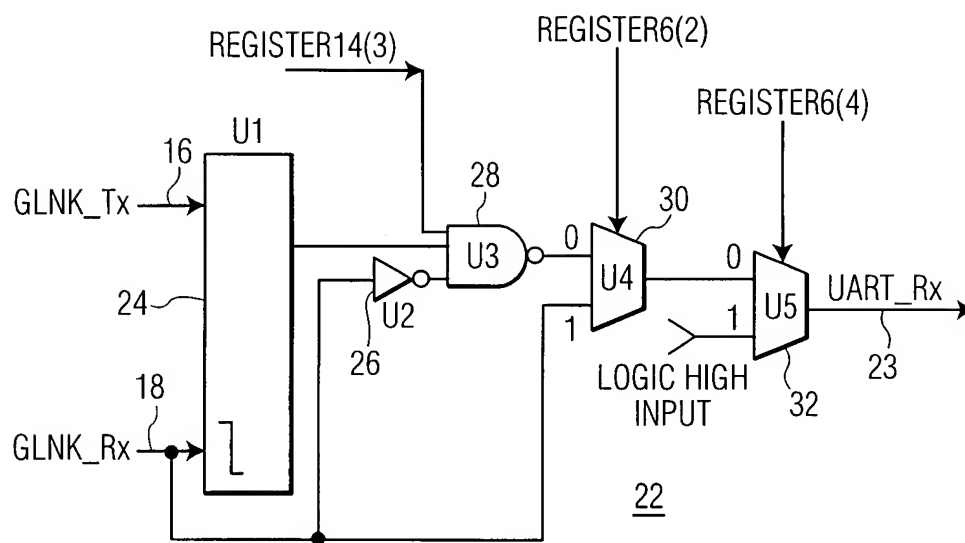 REGISTER6(2)
REGISTER14(3)
REGISTER6(4)
U1
16
28
GLNK_Tx
30
0
U3
0
24
U4
UART_Rx
U2
U5
1
1
26
23
LOGIC HIGH
INPUT
32
18
GLNK_Rx
22